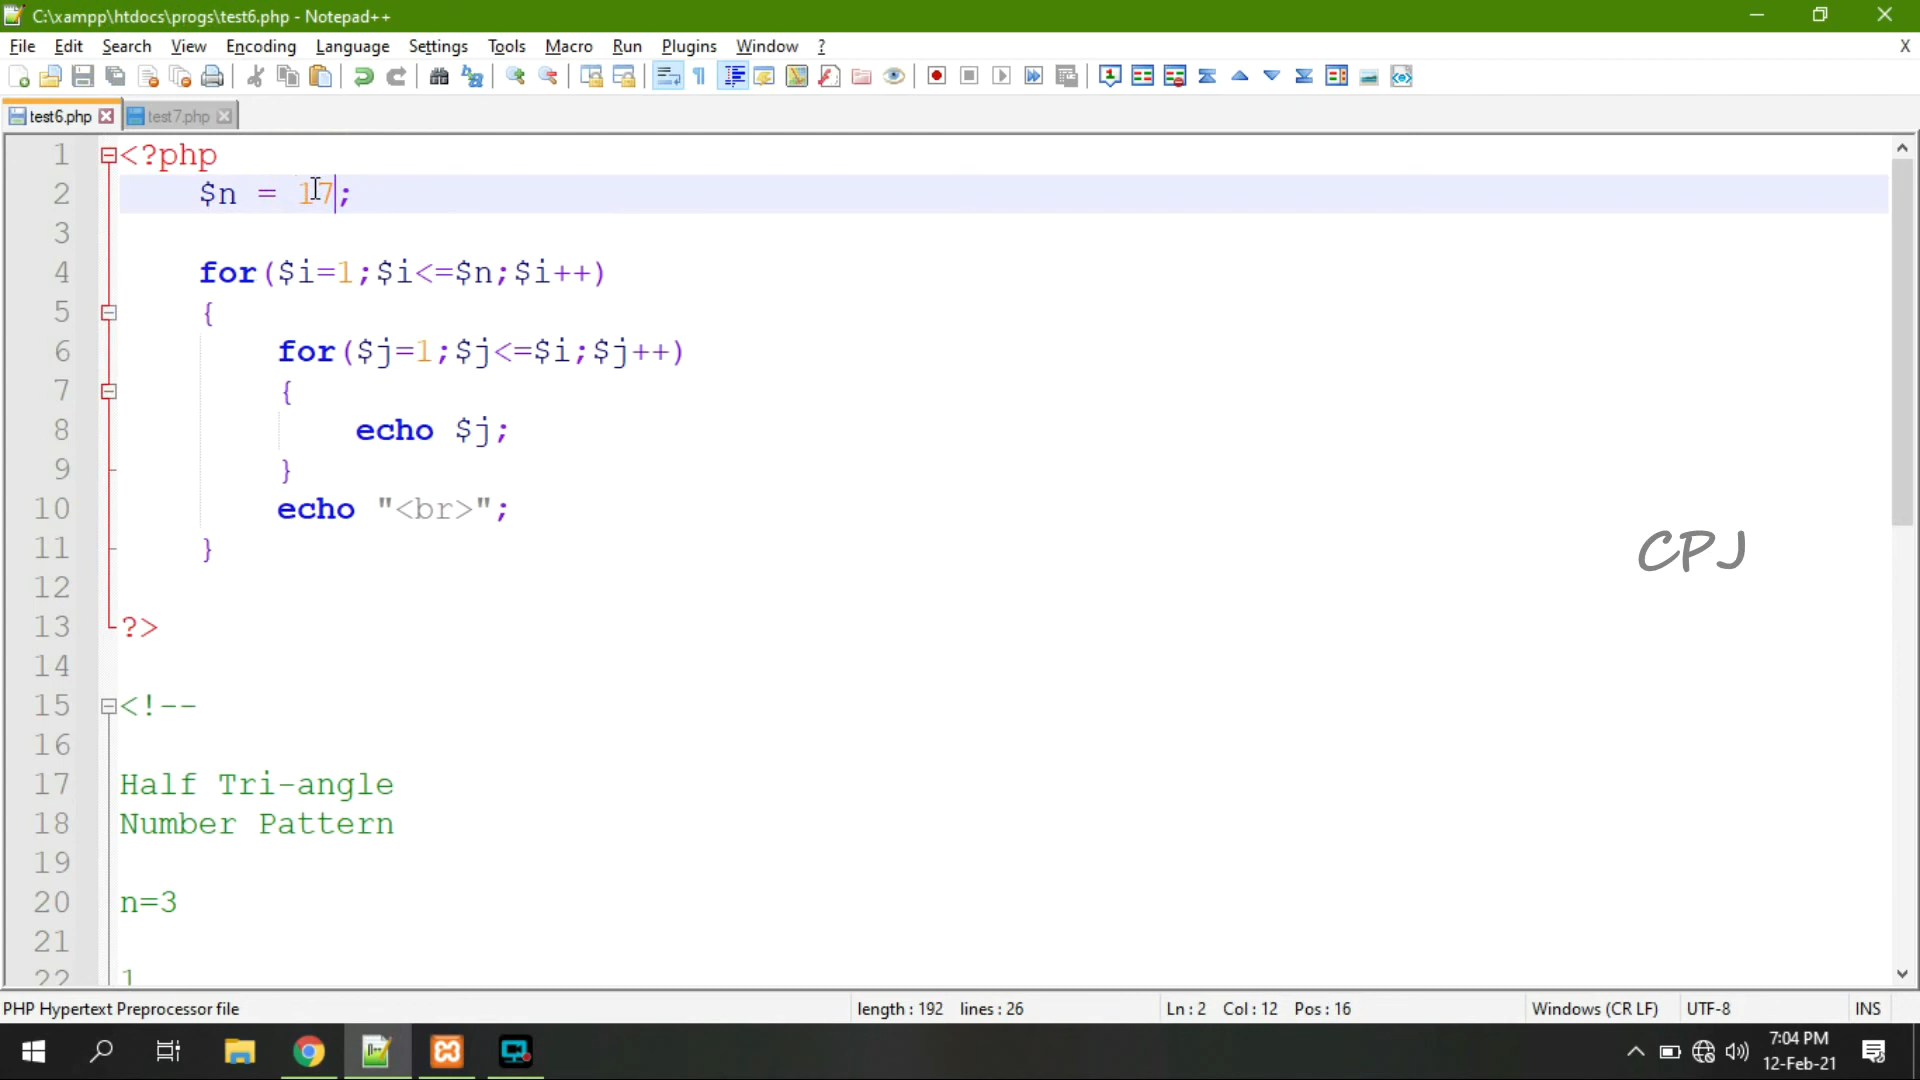 C:\xampp\htdocs\progs\test6.php - Notepad++
File Edit Search View Encoding Language Settings Tools Macro Run Plugins Window ? X
test6.php test7.php
1 <?php
2 $n = 17;
3
4 for($i=1;$i<=$n;$i++)
5 {
6 for($j=1;$j<=$i;$j++)
7 {
8 echo $j;
9 }
10 echo "<br>";
11 }
12
13 ?>
14
15 <!--
16
17 Half Tri-angle
18 Number Pattern
19
20 n=3
21
22 1
CPJ
PHP Hypertext Preprocessor file length : 192 lines : 26 Ln : 2 Col : 12 Pos : 16 Windows (CR LF) UTF-8 INS
7:04 PM
12-Feb-21